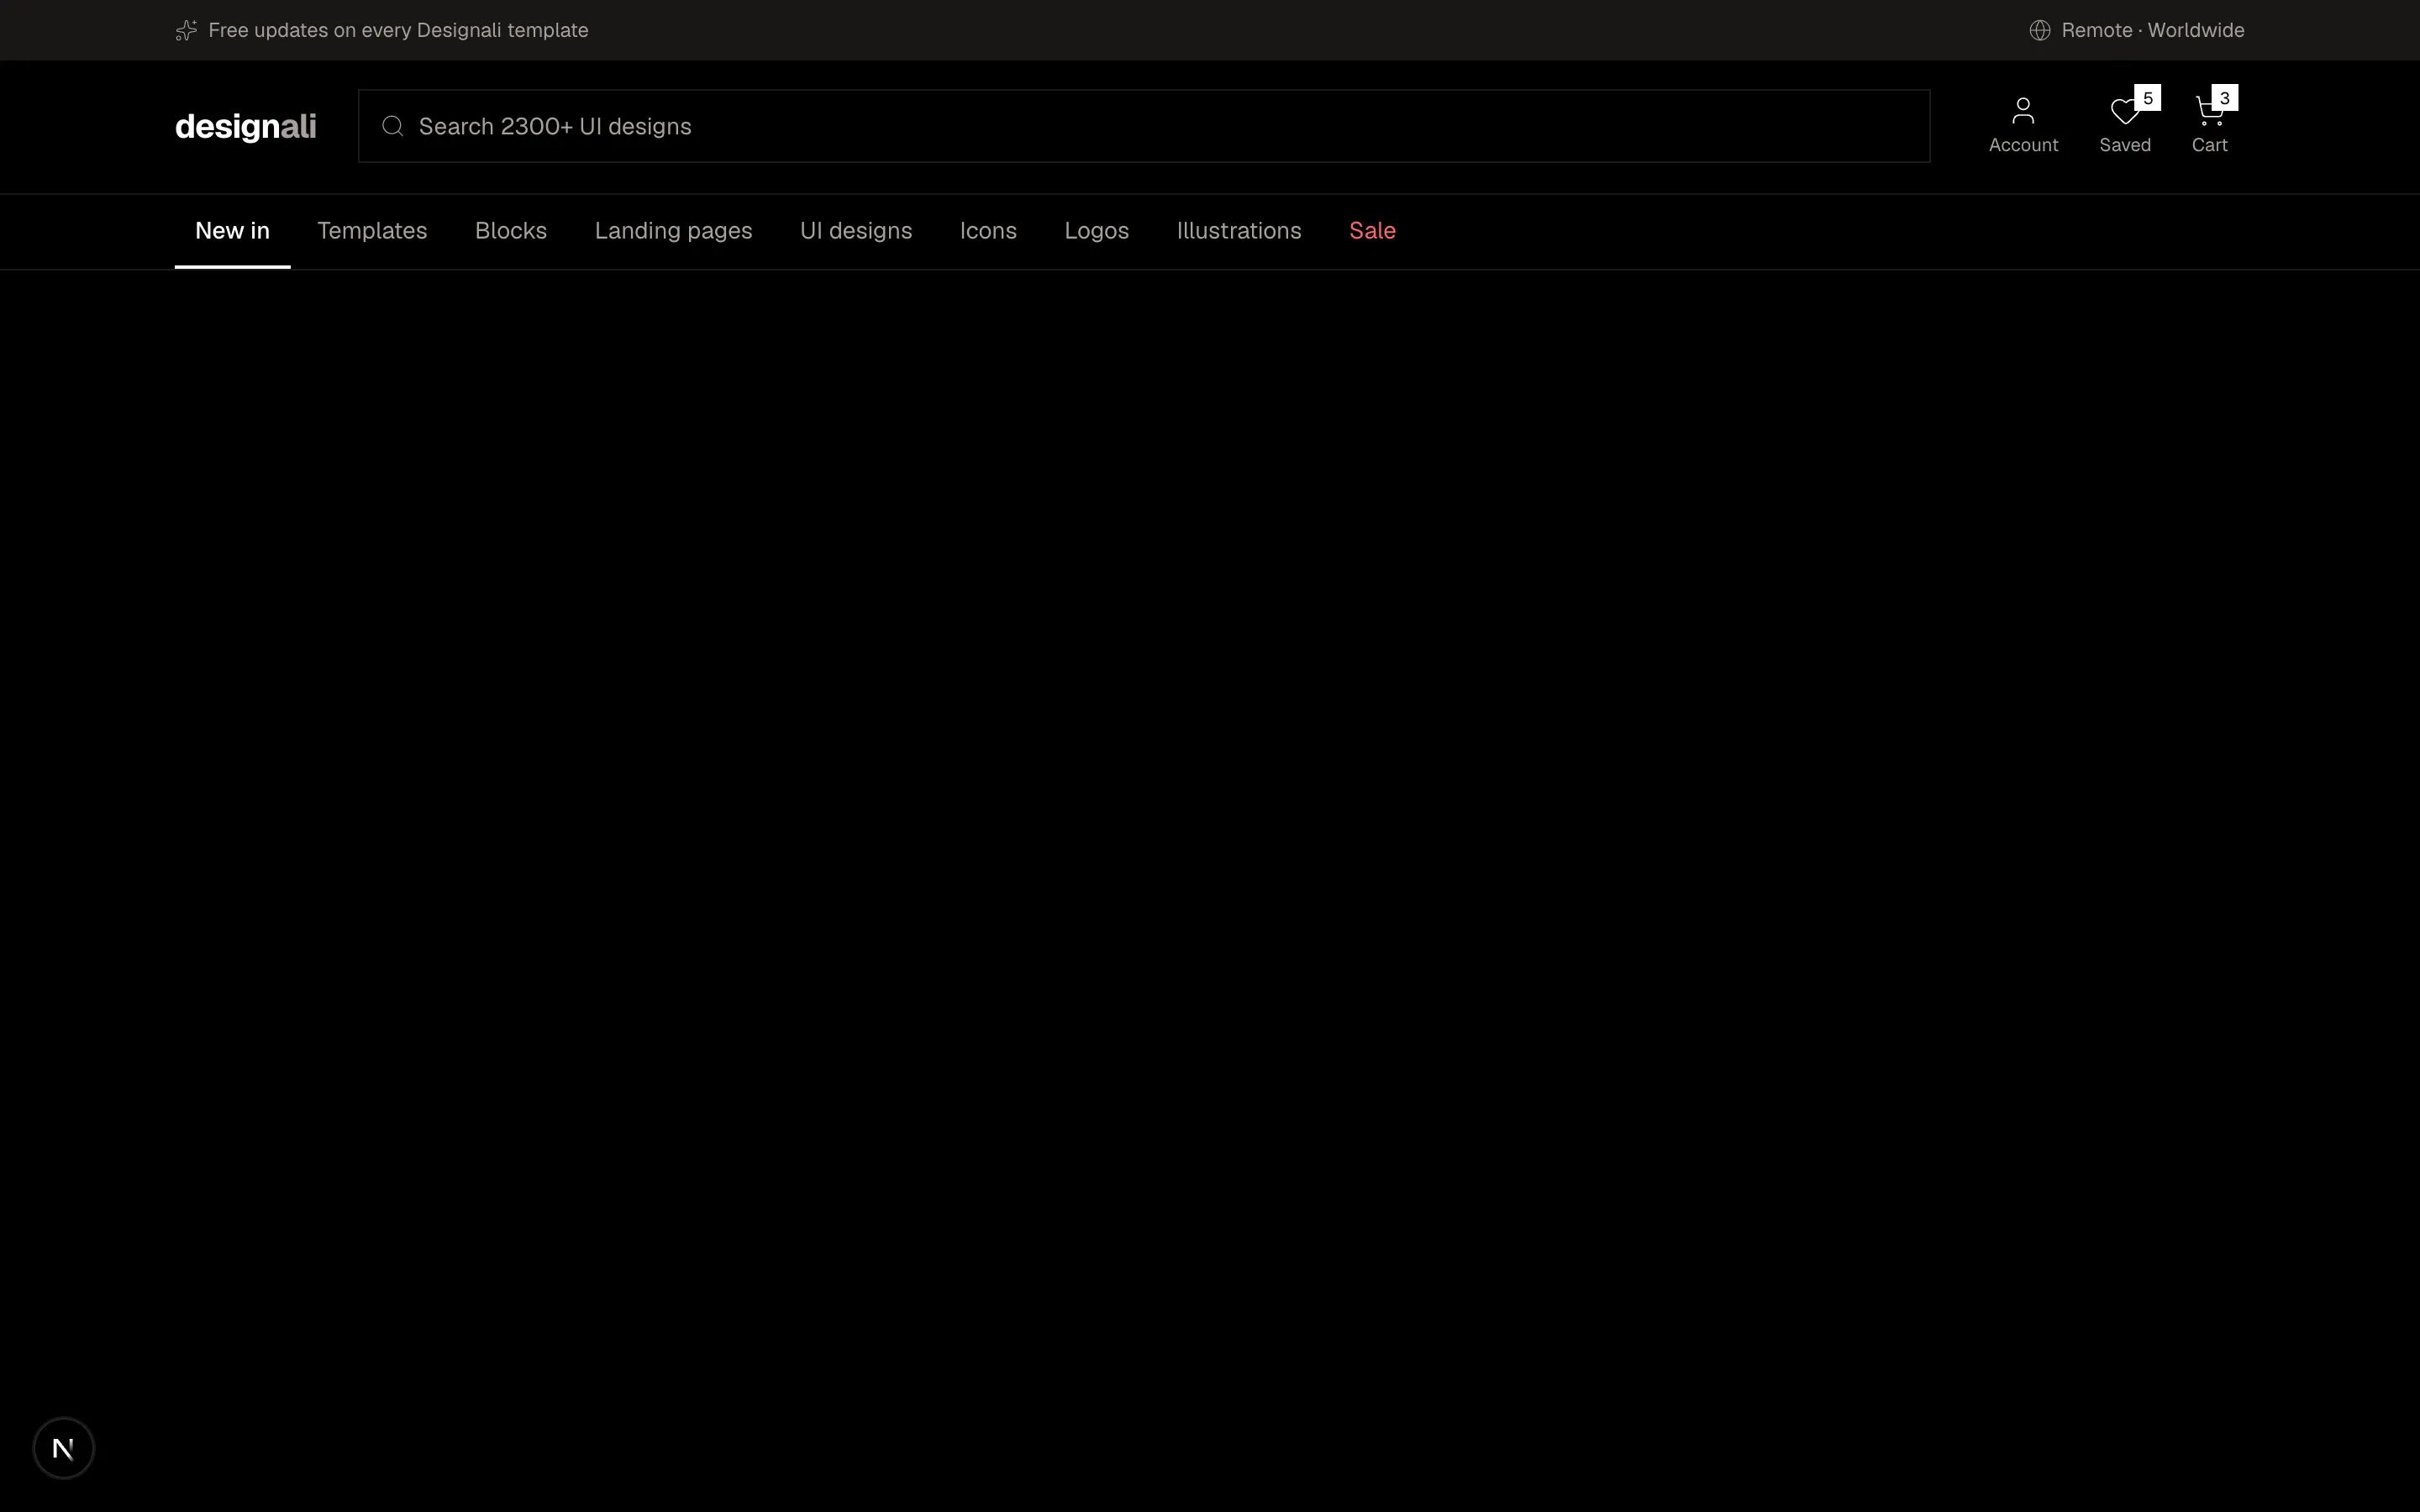 Free updates on every Designali template
Remote · Worldwide
designali
Search 2300+ UI designs
5
3
Account
Saved
Cart
New in
Templates
Blocks
Landing pages
UI designs
Icons
Logos
Illustrations
Sale
N